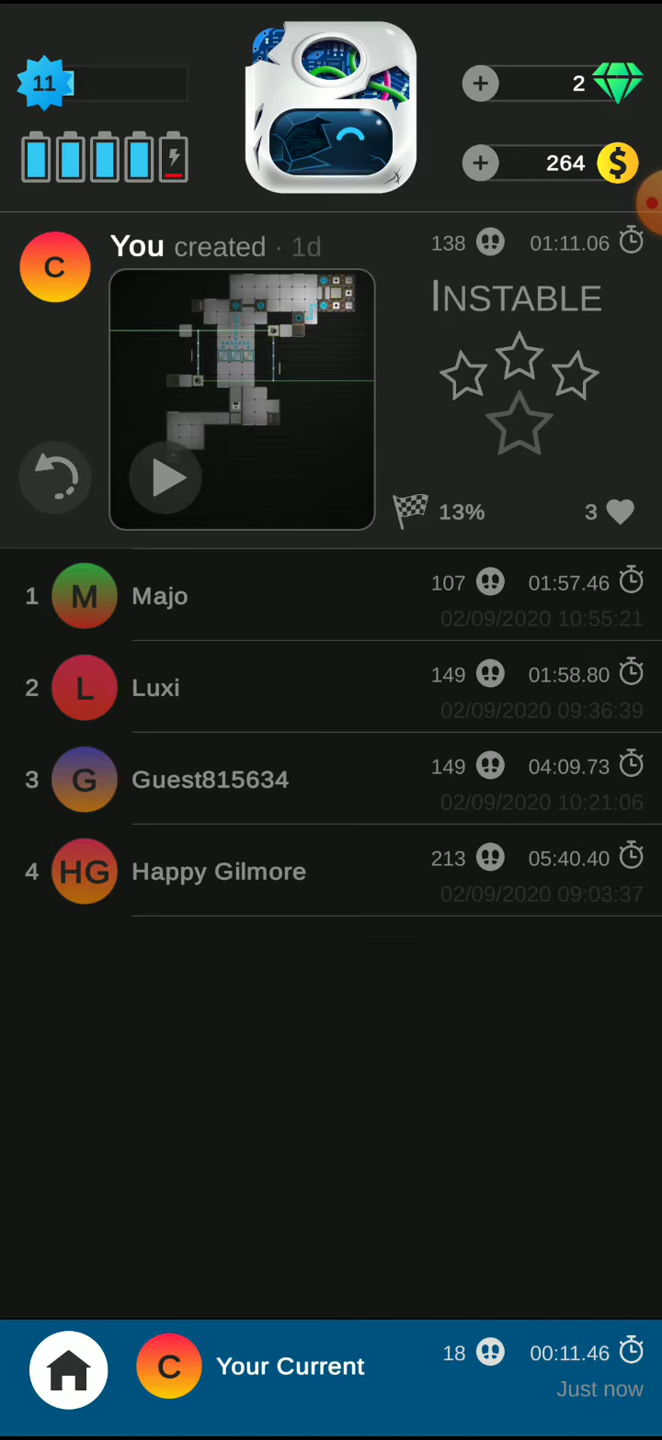 11
2
264
C
You created · 1d
138 01:11.06
INSTABLE
13% 3
1 M Majo 107 01:57.46
02/09/2020 10:55:21
2 L Luxi 149 01:58.80
02/09/2020 09:36:39
3 G Guest815634 149 04:09.73
02/09/2020 10:21:06
4 HG Happy Gilmore 213 05:40.40
02/09/2020 09:03:37
C Your Current 18 00:11.46
Just now